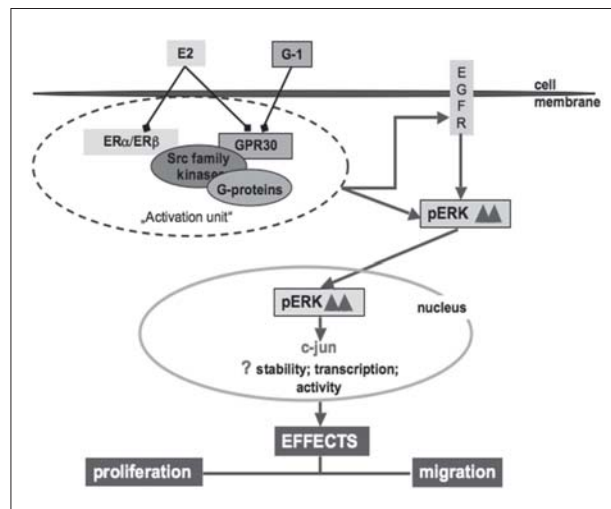 E2
G-1
E
G
F
R
cell
membrane
ERα/ERβ
GPR30
Src family
kinases
G-proteins
„Activation unit"
pERK
pERK
nucleus
c-jun
? stability; transcription;
activity
EFFECTS
proliferation
migration